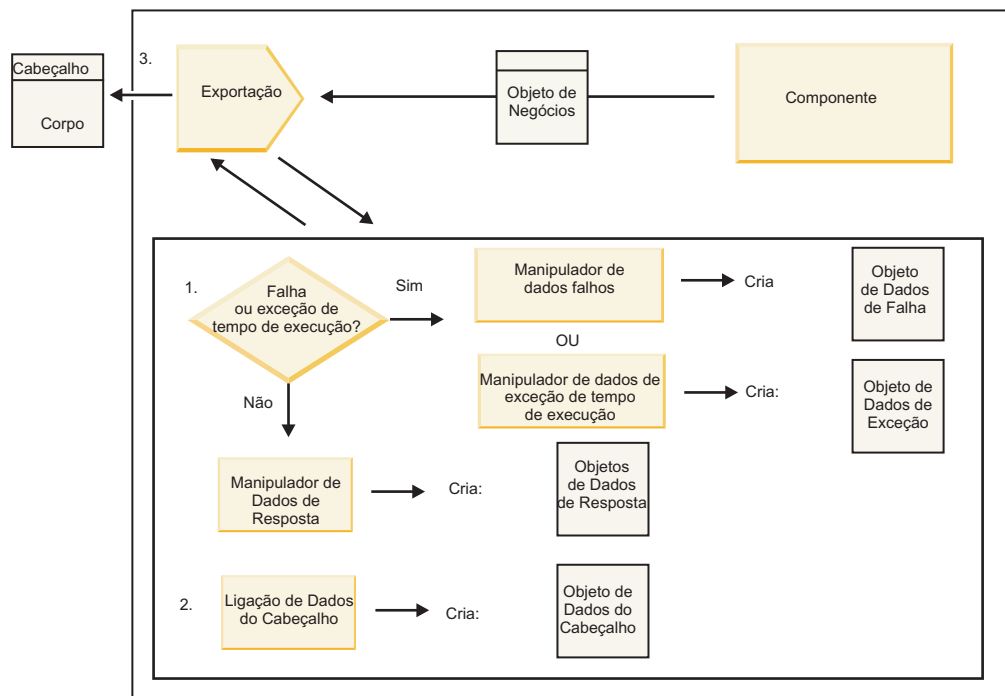 Cabeçalho
Corpo
3.
Exportação
Objeto de
Negócios
Componente
1.
Falha
ou exceção de
tempo de execução?
Sim
Manipulador de
dados falhos
Cria
Objeto
de Dados
de Falha
OU
Manipulador de dados de
exceção de tempo
de execução
Cria:
Objeto de
Dados de
Exceção
Não
Manipulador de
Dados de
Resposta
Cria:
Objetos
de Dados
de Resposta
2.
Ligação de Dados
do Cabeçalho
Cria:
Objeto de
Dados do
Cabeçalho